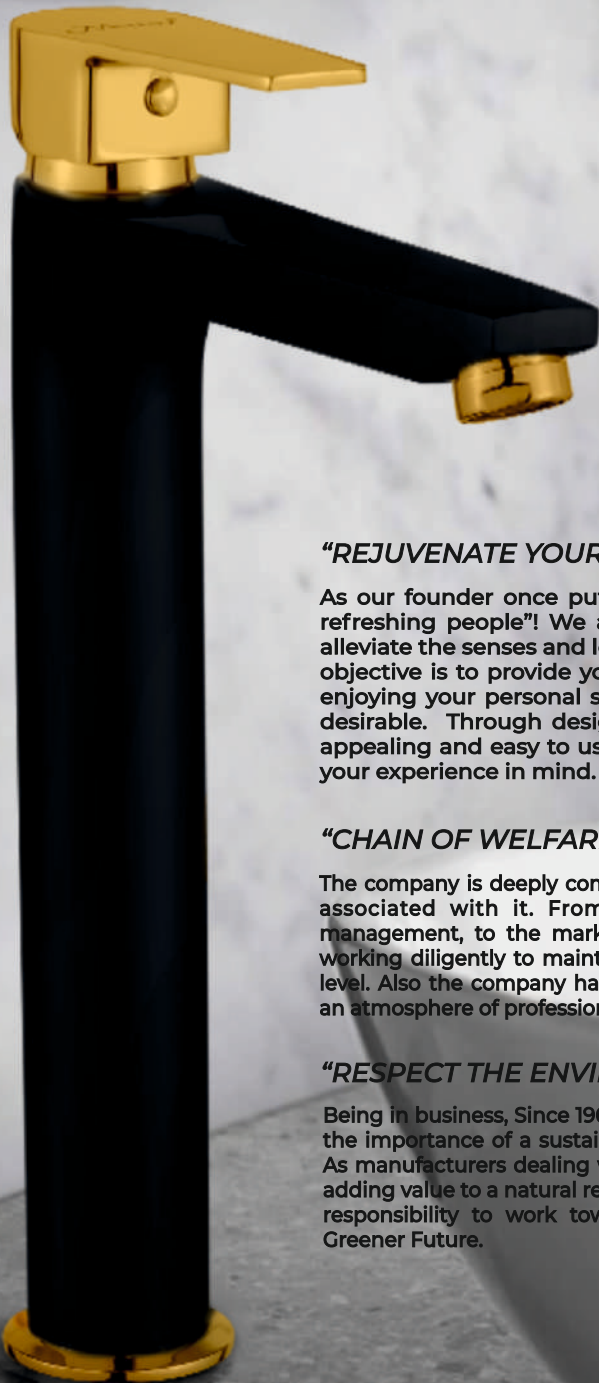 “REJUVENATE YOUR
As our founder once pu
refreshing people”! We a
alleviate the senses and l
objective is to provide yo
enjoying your personal s
desirable. Through desi
appealing and easy to us
your experience in mind.
“CHAIN OF WELFAR
The company is deeply con
associated with it. From
management, to the mark
working diligently to maint
level. Also the company ha
an atmosphere of profession
“RESPECT THE ENVI
Being in business, Since 19
the importance of a sustai
As manufacturers dealing
adding value to a natural re
responsibility to work tow
Greener Future.